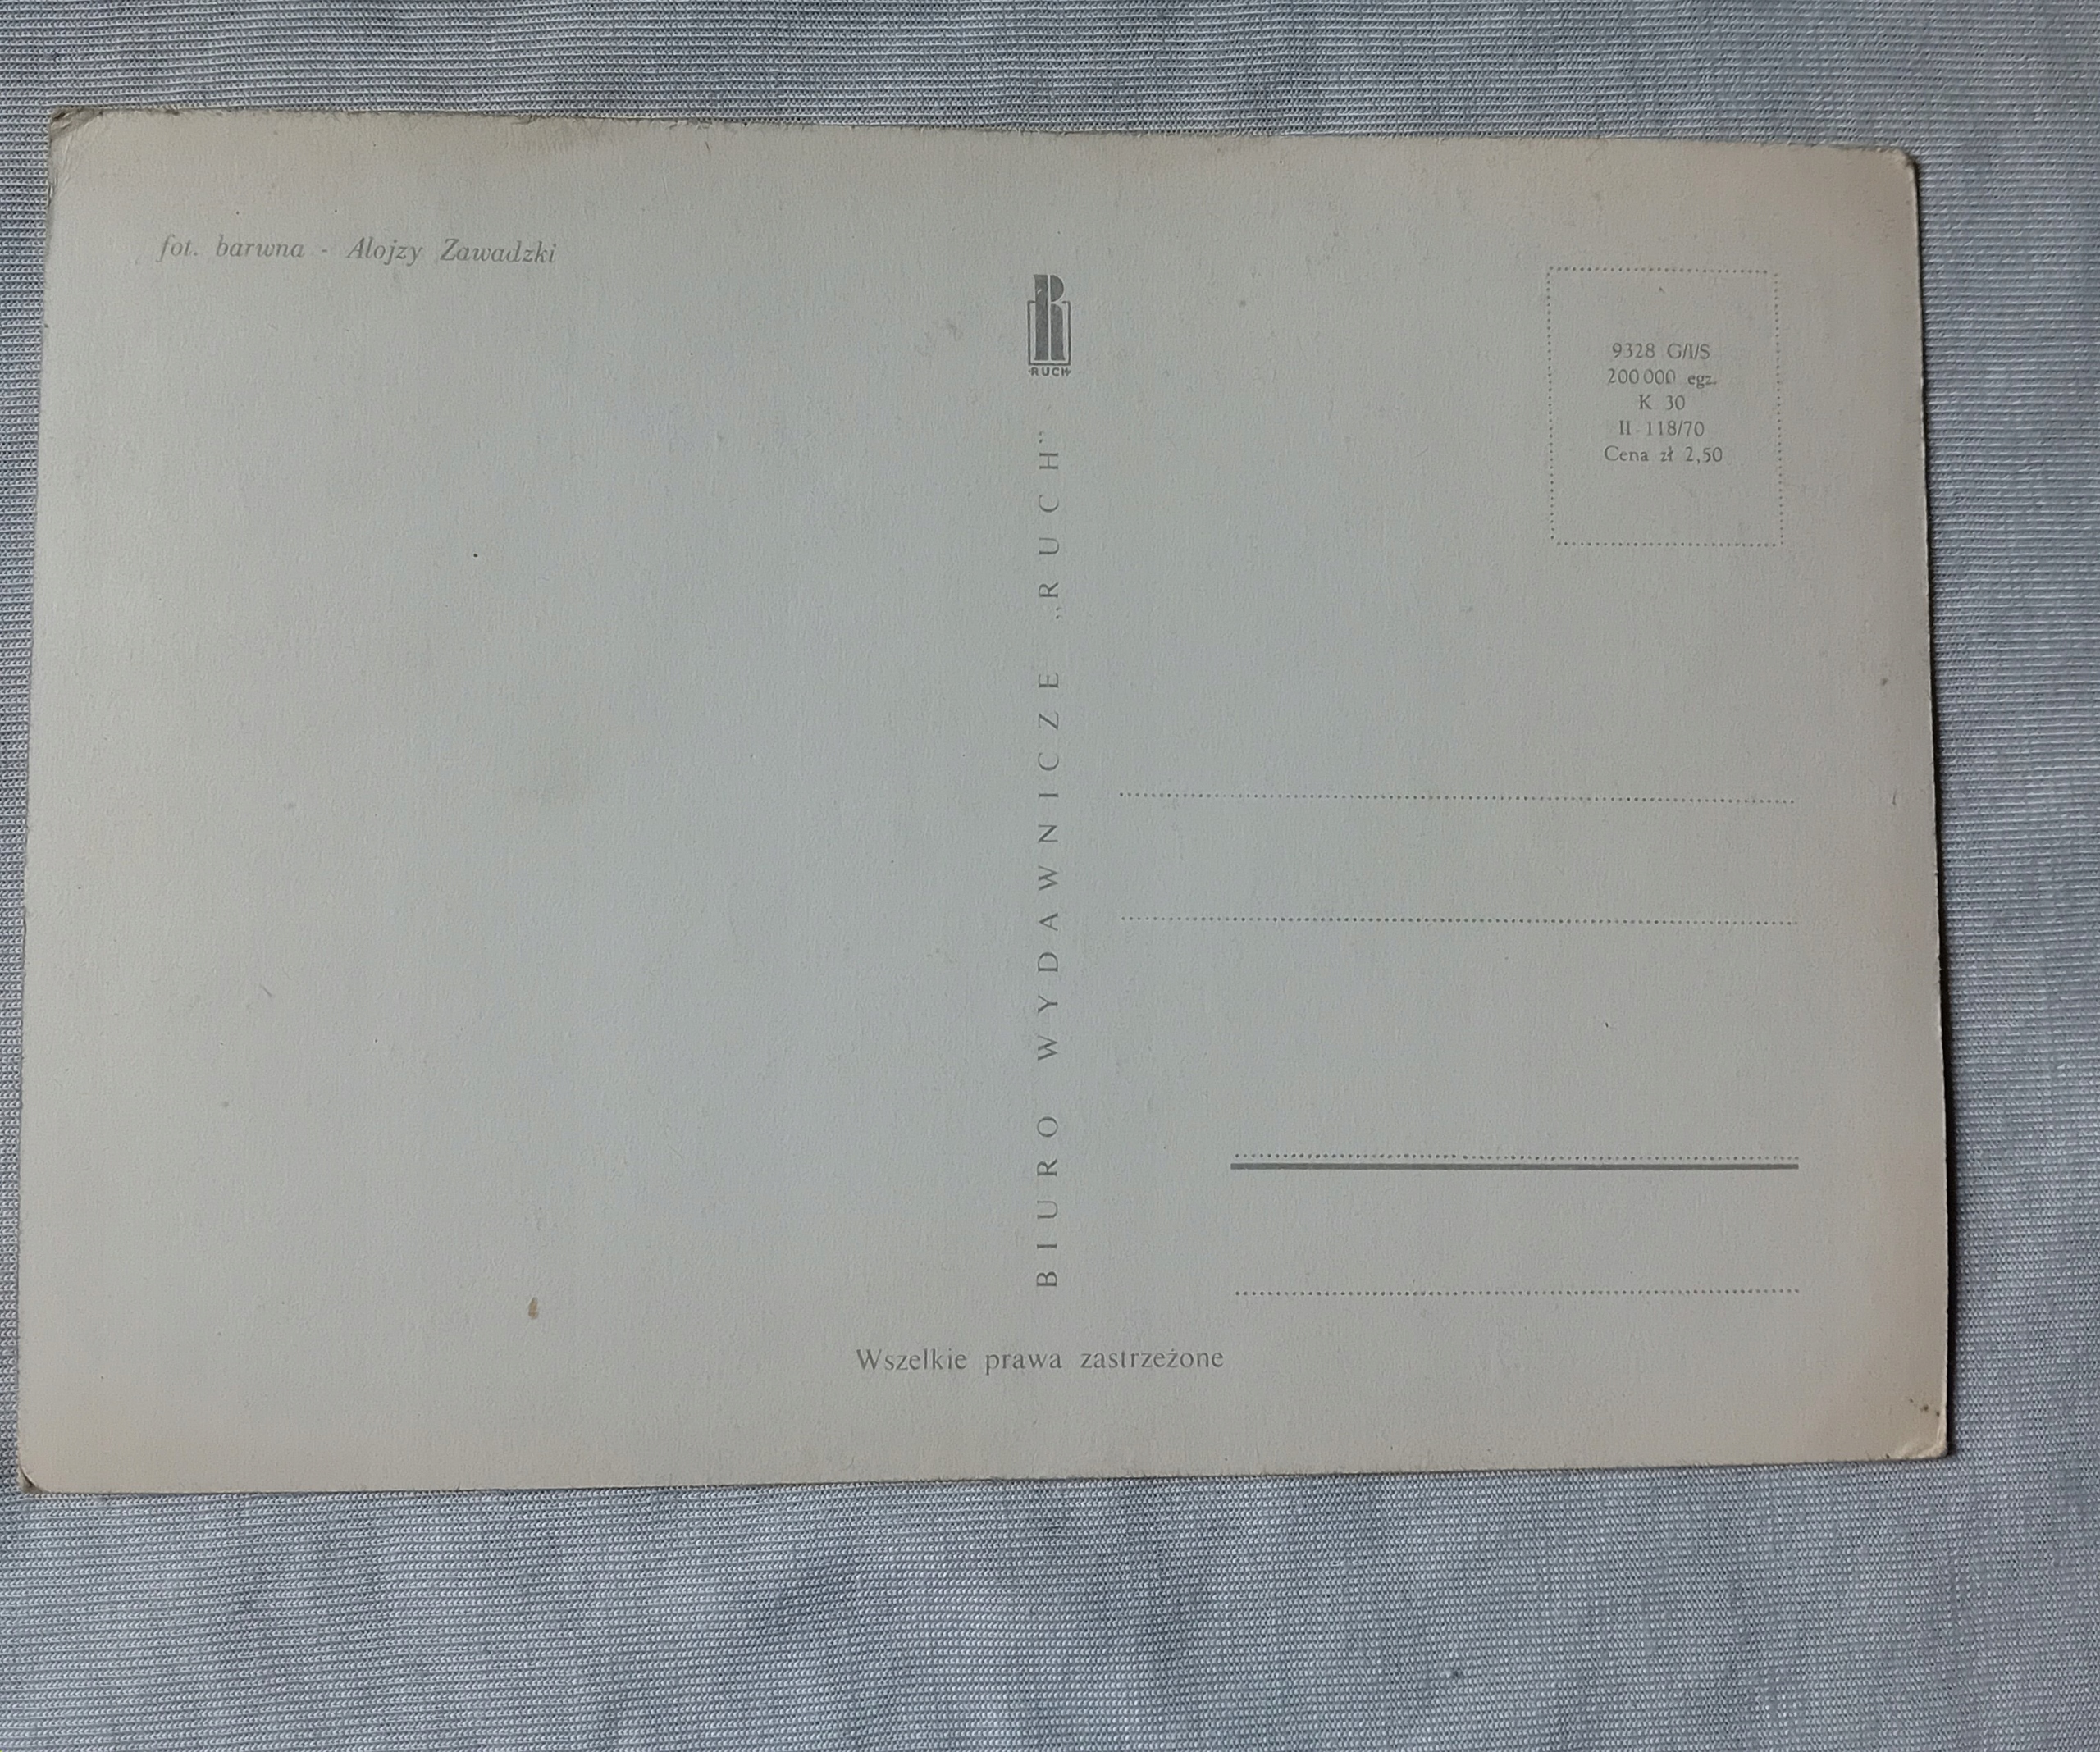 fot. barwna - Alojzy Zawadzki
RUCH
BIURO WYDAWNICZE „RUCH”
9328 G/I/S
200 000 egz.
K 30
II - 118/70
Cena zł 2,50
Wszelkie prawa zastrzeżone